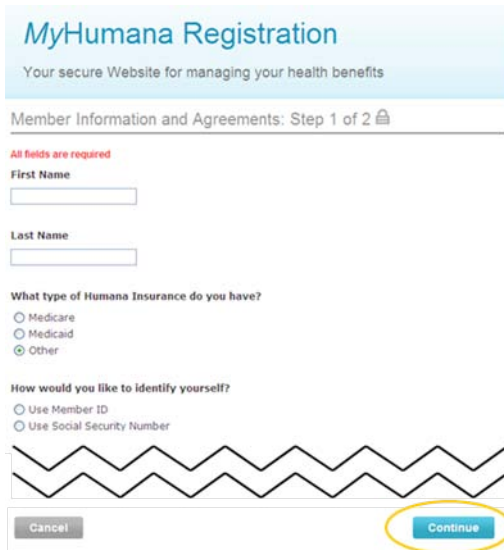 MyHumana Registration
Your secure Website for managing your health benefits
Member Information and Agreements: Step 1 of 2
All fields are required
First Name
Last Name
What type of Humana Insurance do you have?
Medicare
Medicaid
Other
How would you like to identify yourself?
Use Member ID
Use Social Security Number
Cancel Continue